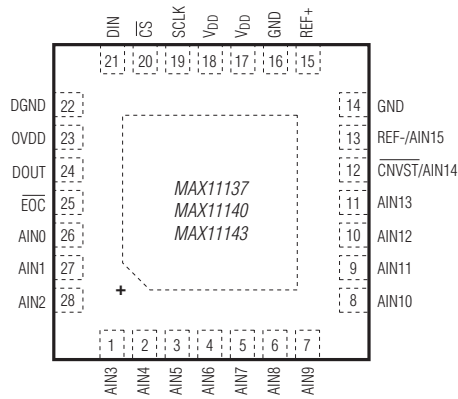 DIN
CS
SCLK
VDD
VDD
GND
REF+
21 20 19 18 17 16 15
DGND 22
OVDD 23
DOUT 24
EOC 25
AIN0 26
AIN1 27
AIN2 28
14 GND
13 REF-/AIN15
12 CNVST/AIN14
11 AIN13
10 AIN12
9 AIN11
8 AIN10
MAX11137
MAX11140
MAX11143
+
1 2 3 4 5 6 7
AIN3
AIN4
AIN5
AIN6
AIN7
AIN8
AIN9